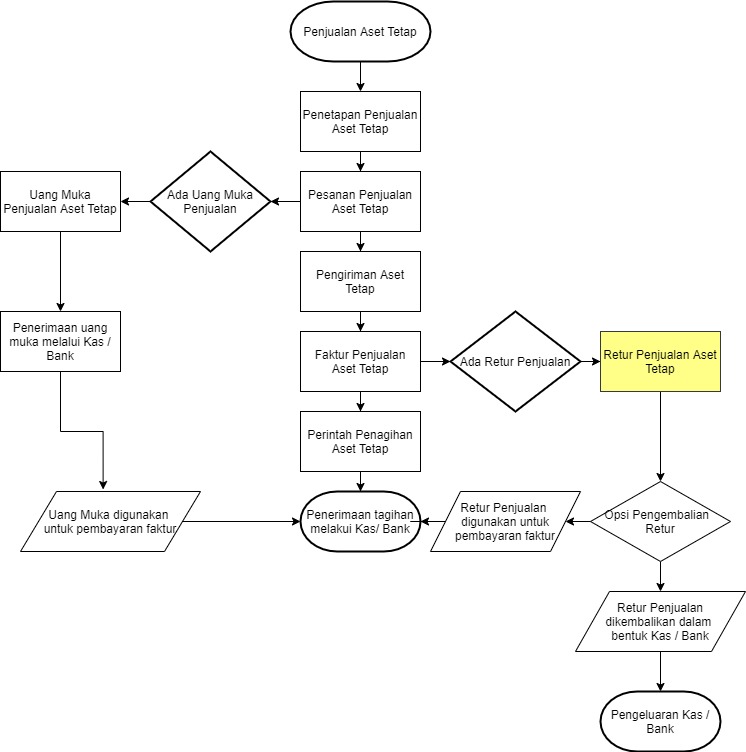 Penjualan Aset Tetap
Penetapan Penjualan
Aset Tetap
Uang Muka
Penjualan Aset Tetap
Ada Uang Muka
Penjualan
Pesanan Penjualan
Aset Tetap
Pengiriman Aset
Tetap
Penerimaan uang
muka melalui Kas /
Bank
Faktur Penjualan
Aset Tetap
Ada Retur Penjualan
Retur Penjualan Aset
Tetap
Perintah Penagihan
Aset Tetap
Uang Muka digunakan
untuk pembayaran faktur
Penerimaan tagihan
melakui Kas/ Bank
Retur Penjualan
digunakan untuk
pembayaran faktur
Opsi Pengembalian
Retur
Retur Penjualan
dikembalikan dalam
bentuk Kas / Bank
Pengeluaran Kas /
Bank